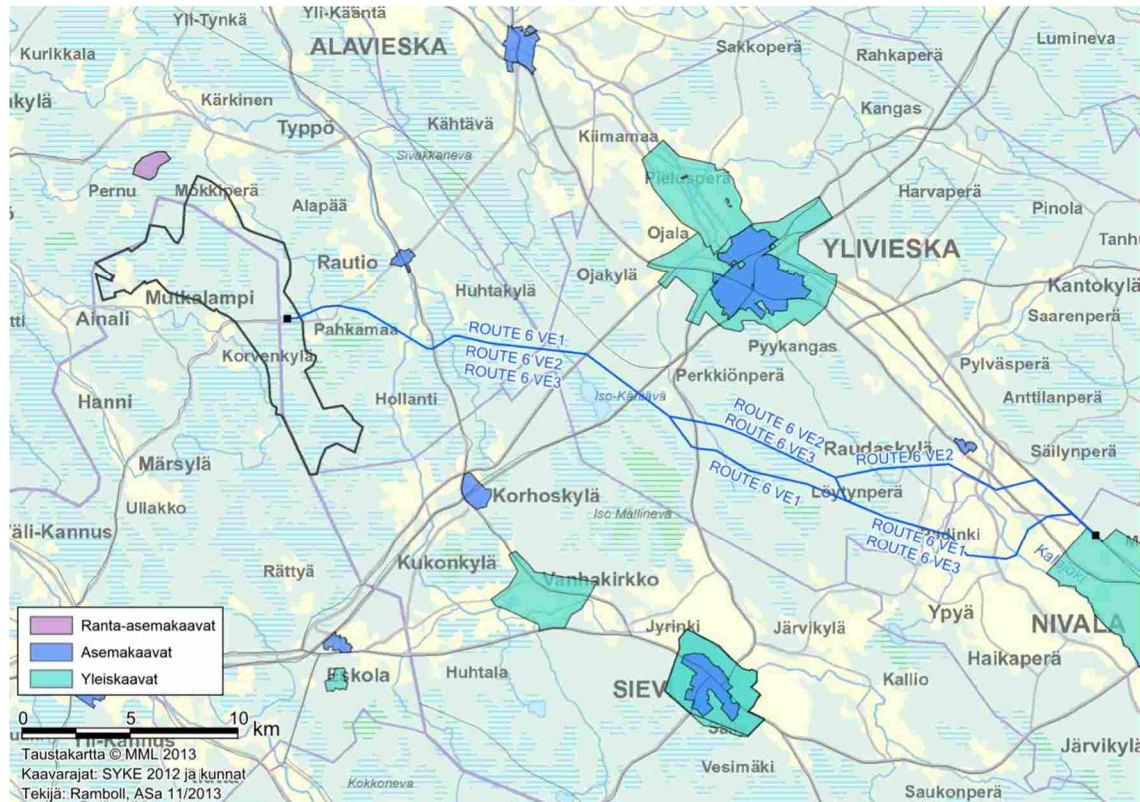 Yli-Tynkä
Yli-Kääntä
ALAVIESKA
Sakkoperä
Lumineva
Kurikkala
Rahkaperä
Kärkinen
Kangas
Typpö
Kähtävä
Kiimamaa
Sivakkaneva
Pernu
Mökkiperä
Pielusperä
Harvaperä
Alapää
Pinola
Ojala
YLIVIESKA
Rautio
Ojakylä
Huhtakylä
Kantokylä
Mutkalampi
Ainali
Saarenperä
Pahkamaa
ROUTE 6 VE1
ROUTE 6 VE2
ROUTE 6 VE3
Korvenkylä
Pyykangas
Pylväsperä
Perkkiönperä
Hanni
Hollanti
Anttilanperä
ROUTE 6 VE2
ROUTE 6 VE3
Raudaskylä
ROUTE 6 VE2
Säilynperä
Märsylä
ROUTE 6 VE1
Löytynperä
Korhoskylä
Ullakko
Iso Mällineva
ROUTE 6 VE1
ROUTE 6 VE3
Kukonkylä
Rättyä
Vanhakirkko
Ypyä
NIVALA
Jyrinki
Järvikylä
Haikaperä
Ranta-asemakaavat
Asemakaavat
Yleiskaavat
Eskola
Huhtala
Kallio
0 5 10 km
Järvikylä
Taustakartta © MML 2013
Kaavarajat: SYKE 2012 ja kunnat
Tekijä: Ramboll, ASa 11/2013
Kokkoneva
Vesimäki
Saukonperä